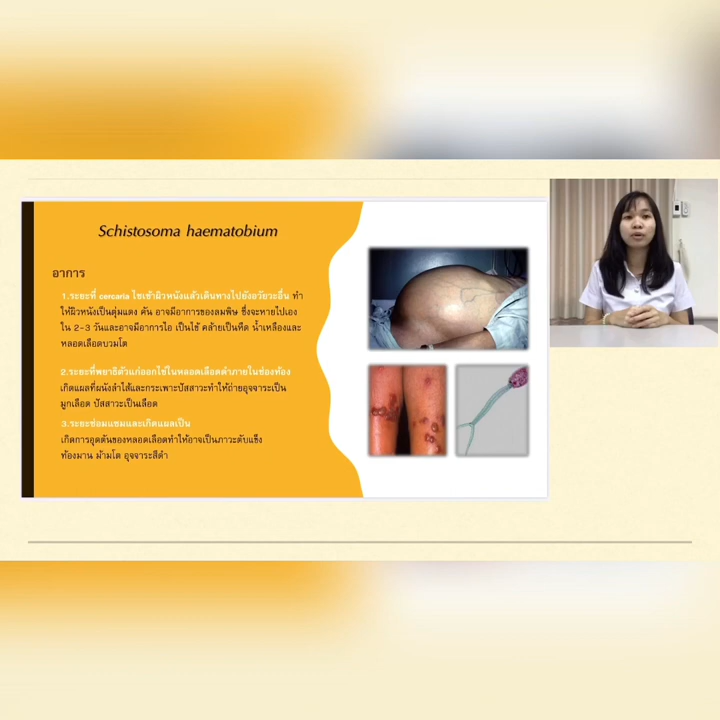 Schistosoma haematobium
อาการ
1.ระยะที่ cercaria ไชเข้าผิวหนังแล้วเดินทางไปยังอวัยวะอื่น ทำ
ให้ผิวหนังเป็นตุ่มแดง คัน อาจมีอาการของลมพิษ ซึ่งจะหายไปเอง
ใน 2-3 วันและอาจมีอาการไอ เป็นไข้ คล้ายเป็นหืด น้ำเหลืองและ
หลอดเลือดบวมโต
2.ระยะที่พยาธิตัวแก่ออกไข่ในหลอดเลือดดำภายในช่องท้อง
เกิดแผลที่ผนังลำไส้และกระเพาะปัสสาวะทำให้ถ่ายอุจจาระเป็น
มูกเลือด ปัสสาวะเป็นเลือด
3.ระยะซ่อมแซมและเกิดแผลเป็น
เกิดการอุดตันของหลอดเลือดทำให้อาจเป็นภาวะตับแข็ง
ท้องมาน ม้ามโต อุจจาระสีดำ